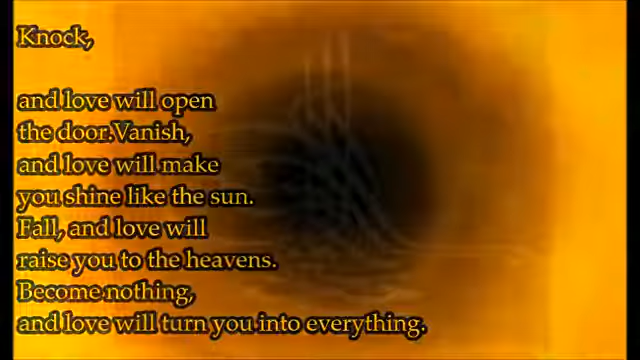 Knock,
and love will open
the door.Vanish,
and love will make
you shine like the sun.
Fall, and love will
raise you to the heavens.
Become nothing,
and love will turn you into everything.